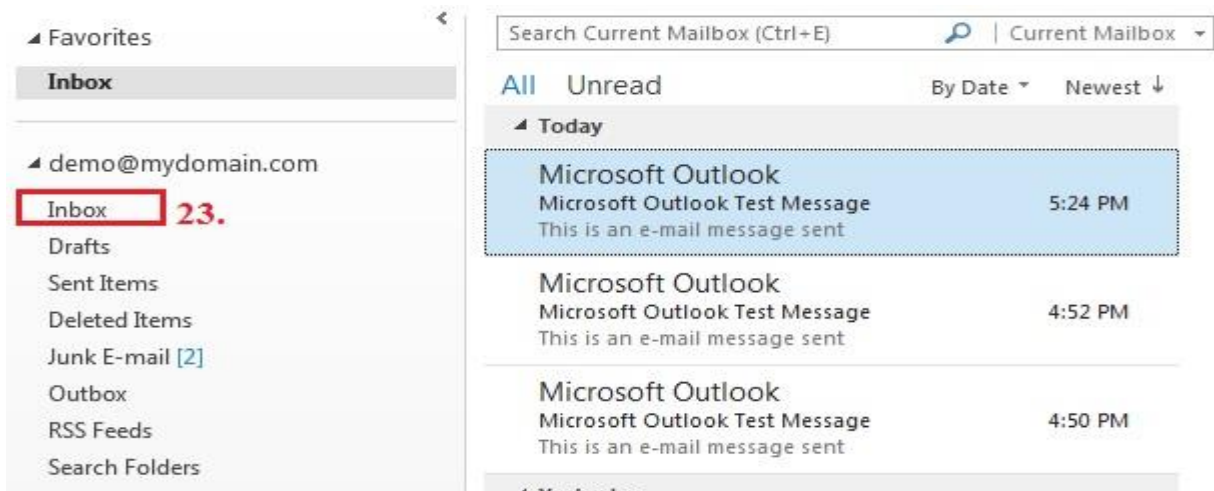 Favorites
Inbox
demo@mydomain.com
Inbox 23.
Drafts
Sent Items
Deleted Items
Junk E-mail [2]
Outbox
RSS Feeds
Search Folders
Search Current Mailbox (Ctrl+E) Current Mailbox
All Unread By Date Newest
Today
Microsoft Outlook
Microsoft Outlook Test Message 5:24 PM
This is an e-mail message sent
Microsoft Outlook
Microsoft Outlook Test Message 4:52 PM
This is an e-mail message sent
Microsoft Outlook
Microsoft Outlook Test Message 4:50 PM
This is an e-mail message sent